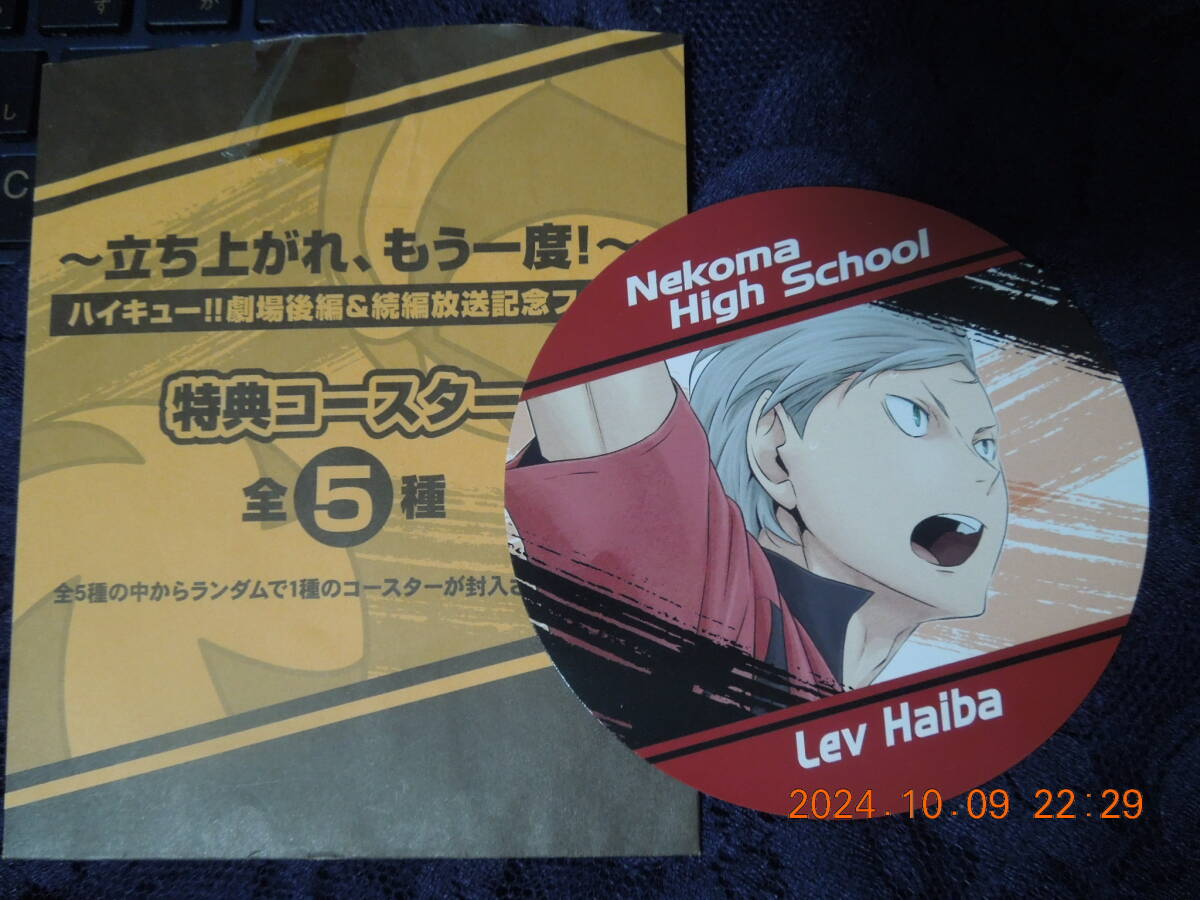 ～立ち上がれ、もう一度!～
ハイキュー!!劇場後編&続編放送記念フ
特典コースター
全5種
全5種の中からランダムで1種のコースターが封入さ
Nekoma
High School
Lev Haiba
2024.10.09 22:29
し
C